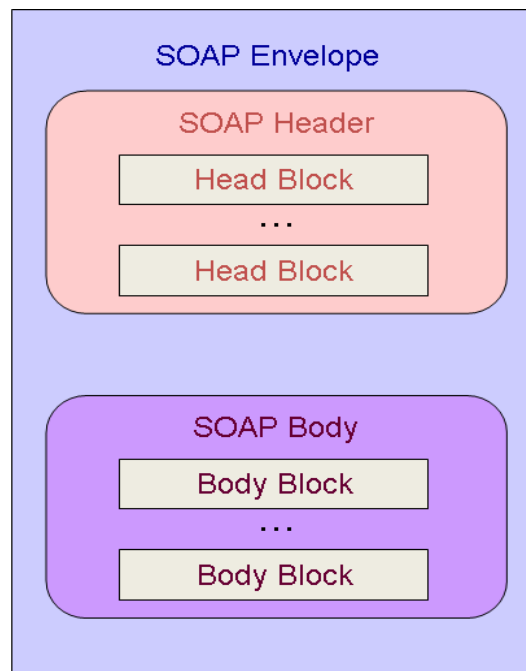 SOAP Envelope
SOAP Header
Head Block
...
Head Block
SOAP Body
Body Block
...
Body Block